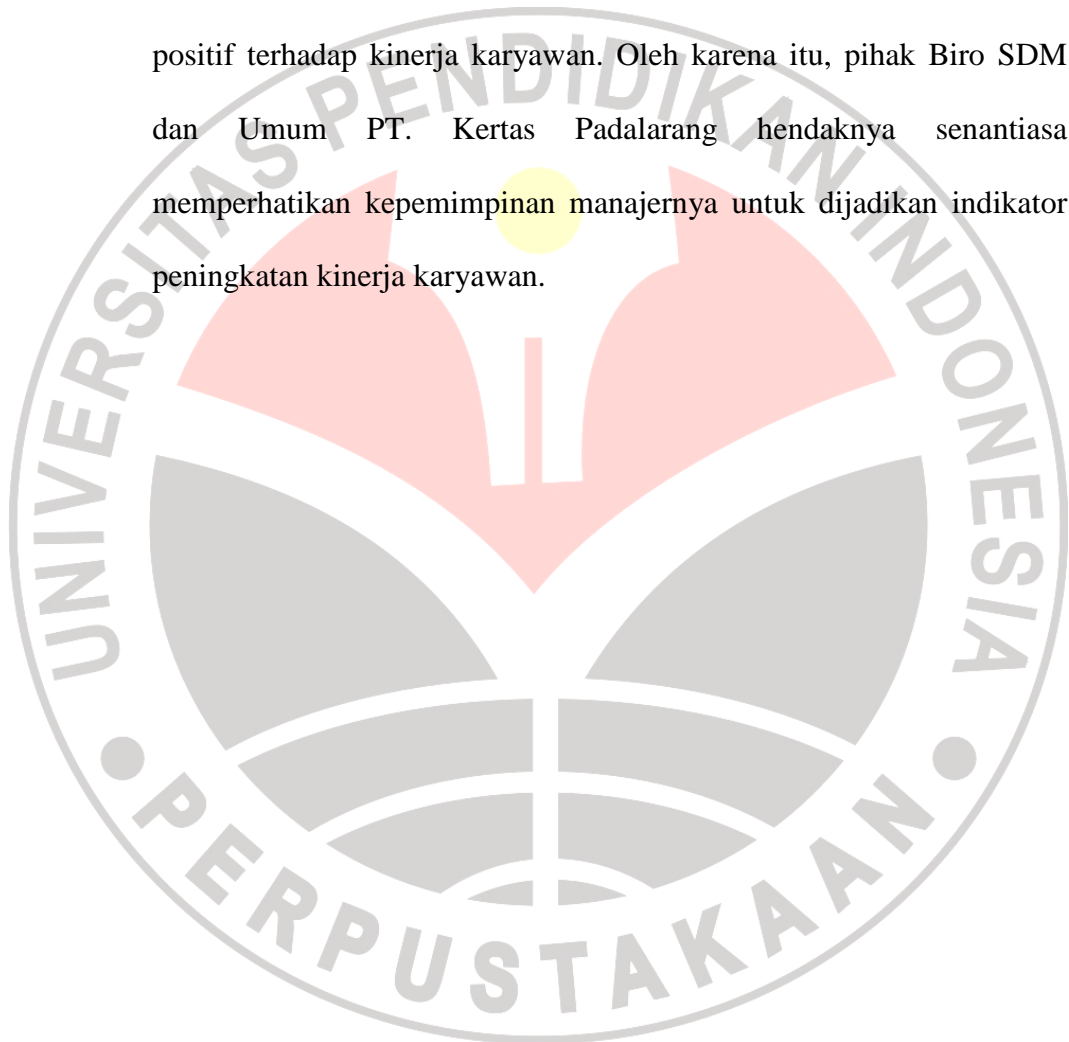 positif terhadap kinerja karyawan. Oleh karena itu, pihak Biro SDM
dan Umum PT. Kertas Padalarang hendaknya senantiasa
memperhatikan kepemimpinan manajernya untuk dijadikan indikator
peningkatan kinerja karyawan.
UNIVERSITAS PENDIDIKAN INDONESIA
PERPUSTAKAAN